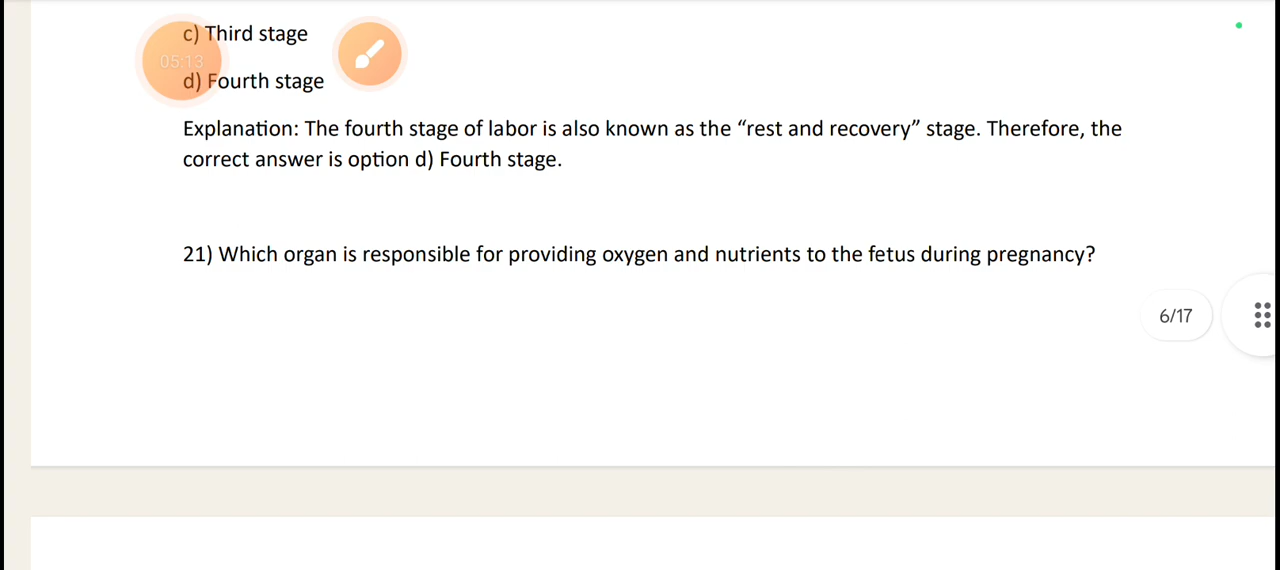 c) Third stage
05:13
d) Fourth stage
Explanation: The fourth stage of labor is also known as the “rest and recovery” stage. Therefore, the
correct answer is option d) Fourth stage.
21) Which organ is responsible for providing oxygen and nutrients to the fetus during pregnancy?
6/17